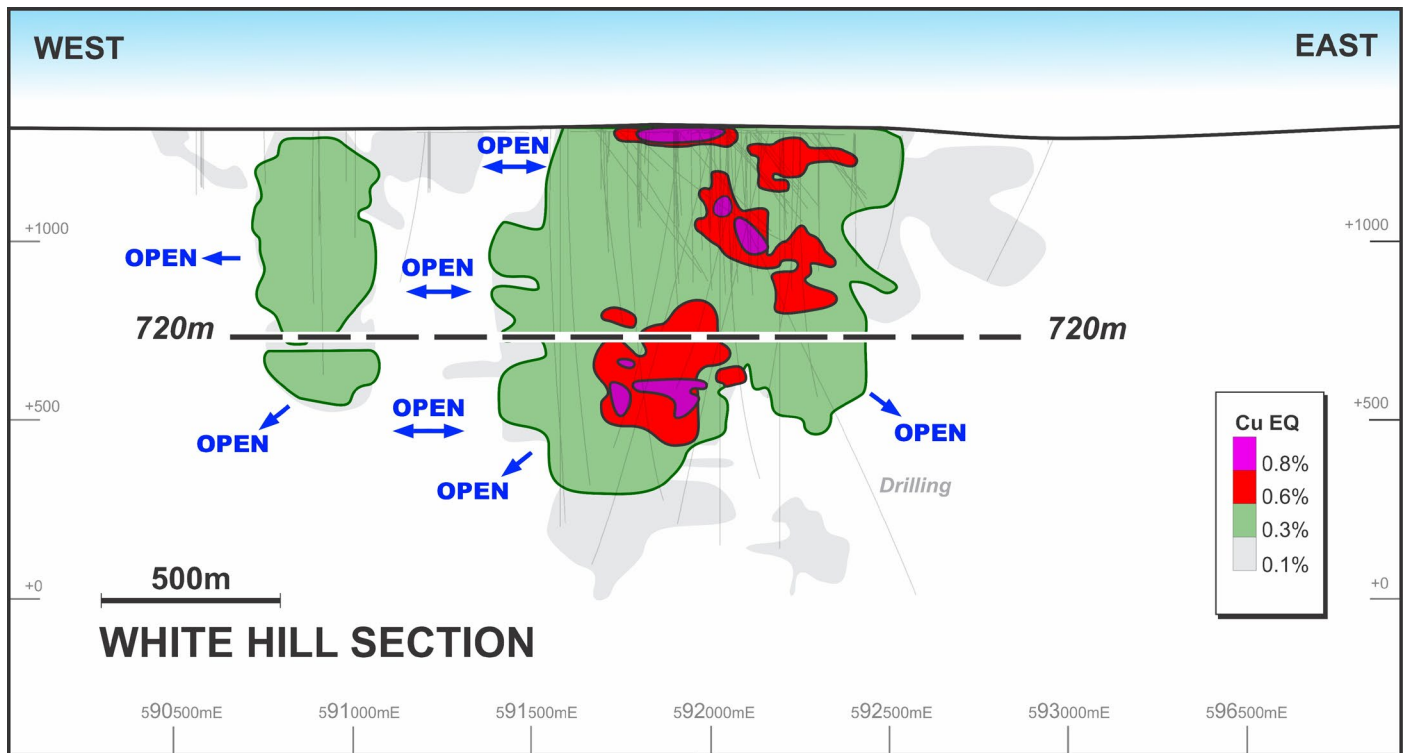 WEST
EAST
OPEN
+1000
+1000
OPEN
OPEN
720m
720m
+500
+500
OPEN
OPEN
OPEN
OPEN
Cu EQ
0.8%
0.6%
0.3%
0.1%
Drilling
500m
+0
+0
WHITE HILL SECTION
590500mE
591000mE
591500mE
592000mE
592500mE
593000mE
596500mE